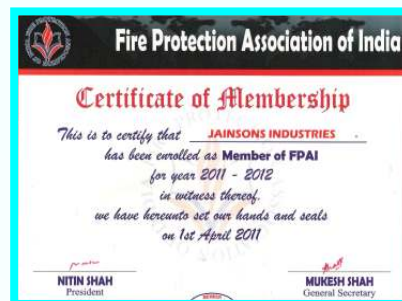 Fire Protection Association of India
Certificate of Membership
This is to certify that JAINSONS INDUSTRIES .
has been enrolled as Member of FPAI
for year 2011 - 2012
in witness thereof.
we have hereunto set our hands and seals
on 1st April 2011
NITIN SHAH
President
MUKESH SHAH
General Secretary